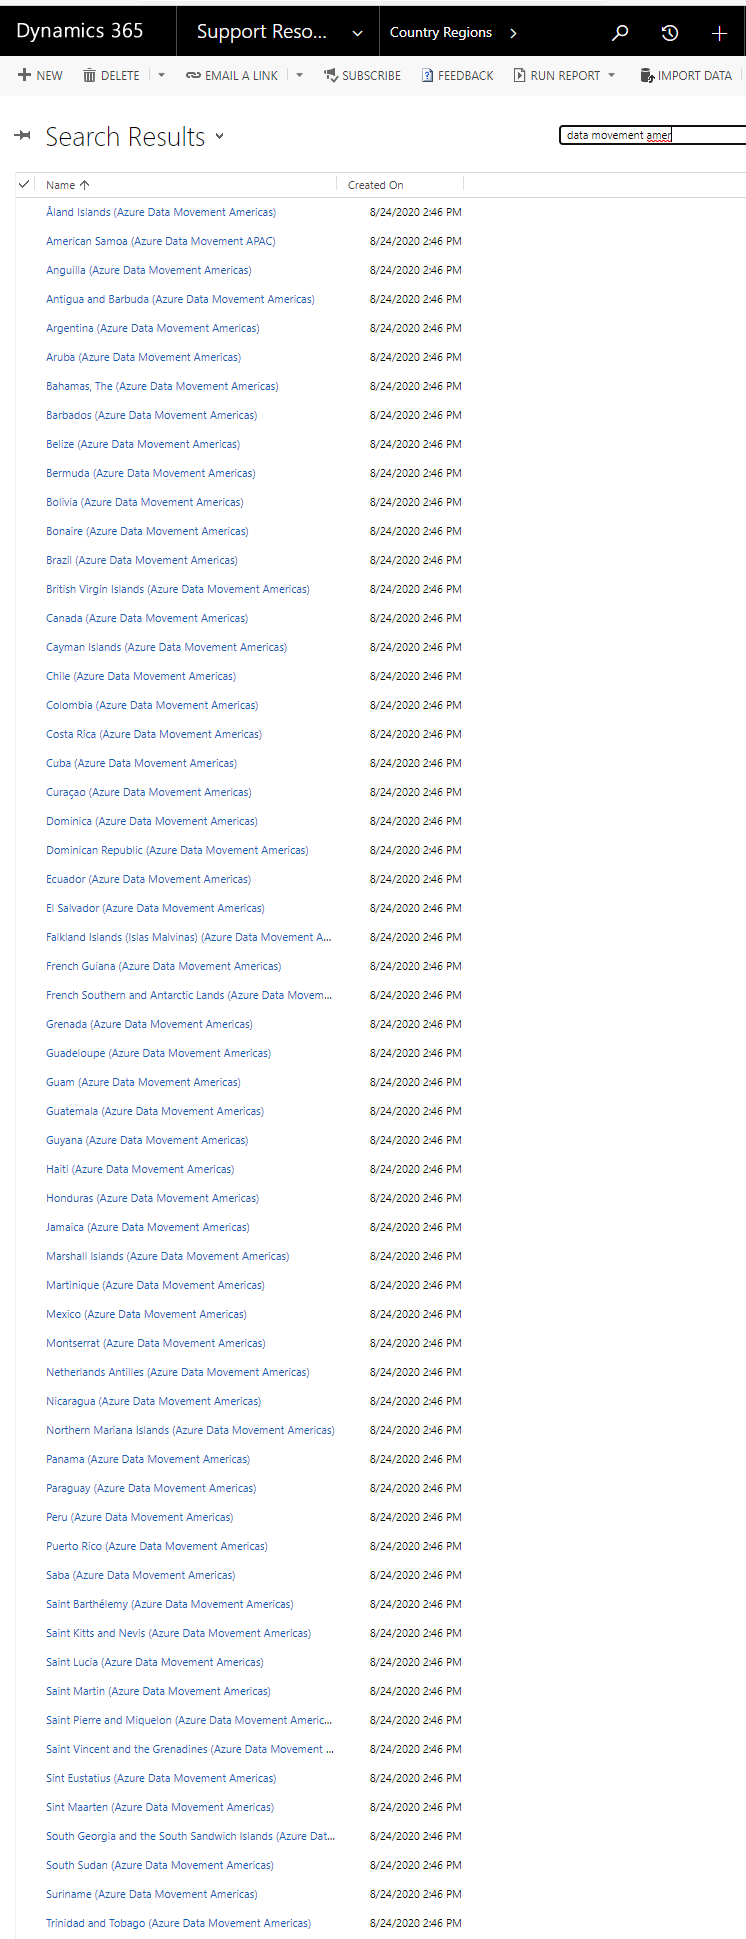 Dynamics 365 Support Reso... Country Regions
NEW DELETE EMAIL A LINK SUBSCRIBE FEEDBACK RUN REPORT IMPORT DATA
Search Results data movement amer
Name Created On
Åland Islands (Azure Data Movement Americas) 8/24/2020 2:46 PM
American Samoa (Azure Data Movement APAC) 8/24/2020 2:46 PM
Anguilla (Azure Data Movement Americas) 8/24/2020 2:46 PM
Antigua and Barbuda (Azure Data Movement Americas) 8/24/2020 2:46 PM
Argentina (Azure Data Movement Americas) 8/24/2020 2:46 PM
Aruba (Azure Data Movement Americas) 8/24/2020 2:46 PM
Bahamas, The (Azure Data Movement Americas) 8/24/2020 2:46 PM
Barbados (Azure Data Movement Americas) 8/24/2020 2:46 PM
Belize (Azure Data Movement Americas) 8/24/2020 2:46 PM
Bermuda (Azure Data Movement Americas) 8/24/2020 2:46 PM
Bolivia (Azure Data Movement Americas) 8/24/2020 2:46 PM
Bonaire (Azure Data Movement Americas) 8/24/2020 2:46 PM
Brazil (Azure Data Movement Americas) 8/24/2020 2:46 PM
British Virgin Islands (Azure Data Movement Americas) 8/24/2020 2:46 PM
Canada (Azure Data Movement Americas) 8/24/2020 2:46 PM
Cayman Islands (Azure Data Movement Americas) 8/24/2020 2:46 PM
Chile (Azure Data Movement Americas) 8/24/2020 2:46 PM
Colombia (Azure Data Movement Americas) 8/24/2020 2:46 PM
Costa Rica (Azure Data Movement Americas) 8/24/2020 2:46 PM
Cuba (Azure Data Movement Americas) 8/24/2020 2:46 PM
Curaçao (Azure Data Movement Americas) 8/24/2020 2:46 PM
Dominica (Azure Data Movement Americas) 8/24/2020 2:46 PM
Dominican Republic (Azure Data Movement Americas) 8/24/2020 2:46 PM
Ecuador (Azure Data Movement Americas) 8/24/2020 2:46 PM
El Salvador (Azure Data Movement Americas) 8/24/2020 2:46 PM
Falkland Islands (Islas Malvinas) (Azure Data Movement A... 8/24/2020 2:46 PM
French Guiana (Azure Data Movement Americas) 8/24/2020 2:46 PM
French Southern and Antarctic Lands (Azure Data Movem... 8/24/2020 2:46 PM
Grenada (Azure Data Movement Americas) 8/24/2020 2:46 PM
Guadeloupe (Azure Data Movement Americas) 8/24/2020 2:46 PM
Guam (Azure Data Movement Americas) 8/24/2020 2:46 PM
Guatemala (Azure Data Movement Americas) 8/24/2020 2:46 PM
Guyana (Azure Data Movement Americas) 8/24/2020 2:46 PM
Haiti (Azure Data Movement Americas) 8/24/2020 2:46 PM
Honduras (Azure Data Movement Americas) 8/24/2020 2:46 PM
Jamaica (Azure Data Movement Americas) 8/24/2020 2:46 PM
Marshall Islands (Azure Data Movement Americas) 8/24/2020 2:46 PM
Martinique (Azure Data Movement Americas) 8/24/2020 2:46 PM
Mexico (Azure Data Movement Americas) 8/24/2020 2:46 PM
Montserrat (Azure Data Movement Americas) 8/24/2020 2:46 PM
Netherlands Antilles (Azure Data Movement Americas) 8/24/2020 2:46 PM
Nicaragua (Azure Data Movement Americas) 8/24/2020 2:46 PM
Northern Mariana Islands (Azure Data Movement Americas) 8/24/2020 2:46 PM
Panama (Azure Data Movement Americas) 8/24/2020 2:46 PM
Paraguay (Azure Data Movement Americas) 8/24/2020 2:46 PM
Peru (Azure Data Movement Americas) 8/24/2020 2:46 PM
Puerto Rico (Azure Data Movement Americas) 8/24/2020 2:46 PM
Saba (Azure Data Movement Americas) 8/24/2020 2:46 PM
Saint Barthélemy (Azure Data Movement Americas) 8/24/2020 2:46 PM
Saint Kitts and Nevis (Azure Data Movement Americas) 8/24/2020 2:46 PM
Saint Lucia (Azure Data Movement Americas) 8/24/2020 2:46 PM
Saint Martin (Azure Data Movement Americas) 8/24/2020 2:46 PM
Saint Pierre and Miquelon (Azure Data Movement Americ... 8/24/2020 2:46 PM
Saint Vincent and the Grenadines (Azure Data Movement ... 8/24/2020 2:46 PM
Sint Eustatius (Azure Data Movement Americas) 8/24/2020 2:46 PM
Sint Maarten (Azure Data Movement Americas) 8/24/2020 2:46 PM
South Georgia and the South Sandwich Islands (Azure Dat... 8/24/2020 2:46 PM
South Sudan (Azure Data Movement Americas) 8/24/2020 2:46 PM
Suriname (Azure Data Movement Americas) 8/24/2020 2:46 PM
Trinidad and Tobago (Azure Data Movement Americas) 8/24/2020 2:46 PM